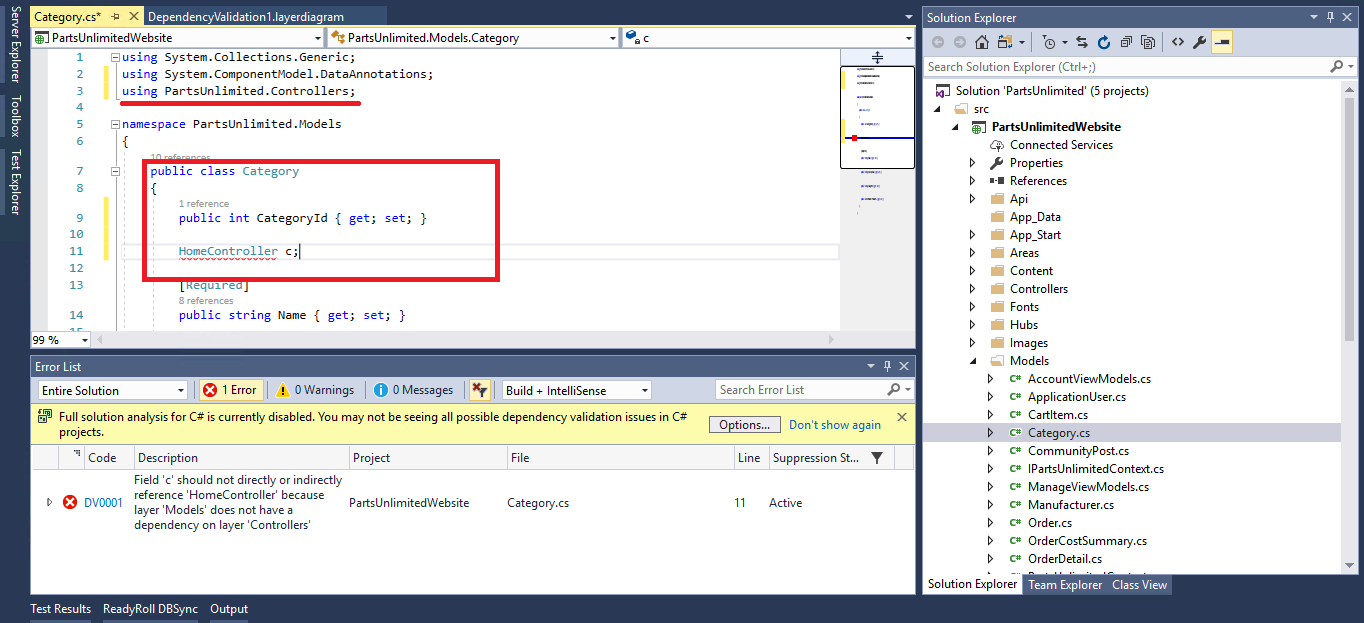 Server Explorer
Toolbox
Test Explorer
Category.cs*
DependencyValidation1.layerdiagram
PartsUnlimitedWebsite
PartsUnlimited.Models.Category
c
1 using System.Collections.Generic;
2 using System.ComponentModel.DataAnnotations;
3 using PartsUnlimited.Controllers;
4
5 namespace PartsUnlimited.Models
6 {
10 references
7 public class Category
8 {
1 reference
9 public int CategoryId { get; set; }
10
11 HomeController c;
12
13 [Required]
8 references
14 public string Name { get; set; }
15
99 %
Error List
Entire Solution
1 Error
0 Warnings
0 Messages
Build + IntelliSense
Search Error List
Full solution analysis for C# is currently disabled. You may not be seeing all possible dependency validation issues in C#
projects.
Options...
Don't show again
Code Description Project File Line Suppression St...
DV0001
Field 'c' should not directly or indirectly
reference 'HomeController' because
layer 'Models' does not have a
dependency on layer 'Controllers'
PartsUnlimitedWebsite
Category.cs
11
Active
Test Results ReadyRoll DBSync Output
Solution Explorer
Search Solution Explorer (Ctrl+;)
Solution 'PartsUnlimited' (5 projects)
src
PartsUnlimitedWebsite
Connected Services
Properties
References
Api
App_Data
App_Start
Areas
Content
Controllers
Fonts
Hubs
Images
Models
C# AccountViewModels.cs
C# ApplicationUser.cs
C# CartItem.cs
C# Category.cs
C# CommunityPost.cs
C# IPartsUnlimitedContext.cs
C# ManageViewModels.cs
C# Manufacturer.cs
C# Order.cs
C# OrderCostSummary.cs
C# OrderDetail.cs
Solution Explorer Team Explorer Class View